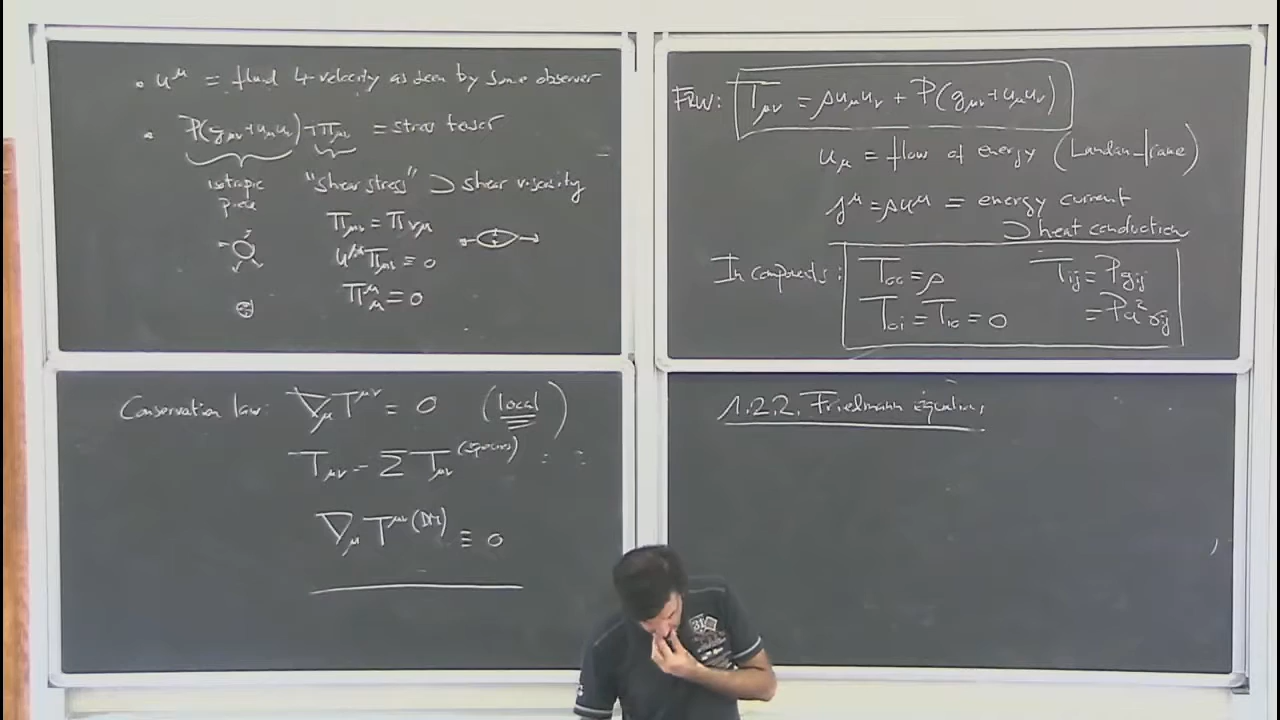 • u^μ = fluid 4-velocity as seen by some observer
• P(g_μν + u_μ u_ν) + Π_μν = stress tensor
isotropic piece
"shear stress" ⊃ shear viscosity
Π_μν = Π_νμ
u^μ Π_μν ≡ 0
Π^μ_μ = 0
Conservation law: ∇_μ T^μν = 0 (local)
T_μν = Σ T_μν^(species)
∇_μ T^μν (DM) ≡ 0
FRW: T_μν = ρ u_μ u_ν + P(g_μν + u_μ u_ν)
u_μ = flow of energy (Landau-frame)
J^μ = ρu^μ = energy current
⊃ heat conduction
In components: T_00 = ρ T_ij = P g_ij
T_0i = T_i0 = 0 = P a² γ_ij
1.2.2. Friedmann equations